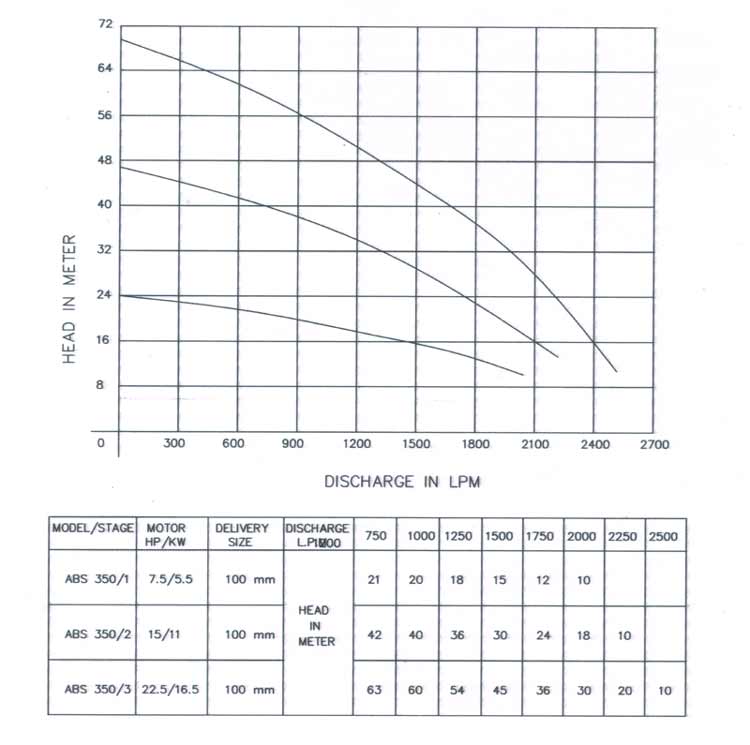 72
64
56
48
40
32
24
16
8
HEAD IN METER
0 300 600 900 1200 1500 1800 2100 2400 2700
DISCHARGE IN LPM
MODEL/STAGE MOTOR HP/KW DELIVERY SIZE DISCHARGE 750 1000 1250 1500 1750 2000 2250 2500
ABS 350/1 7.5/5.5 100 mm 21 20 18 15 12 10
HEAD IN METER
ABS 350/2 15/11 100 mm 42 40 36 30 24 18 10
ABS 350/3 22.5/16.5 100 mm 63 60 54 45 36 30 20 10